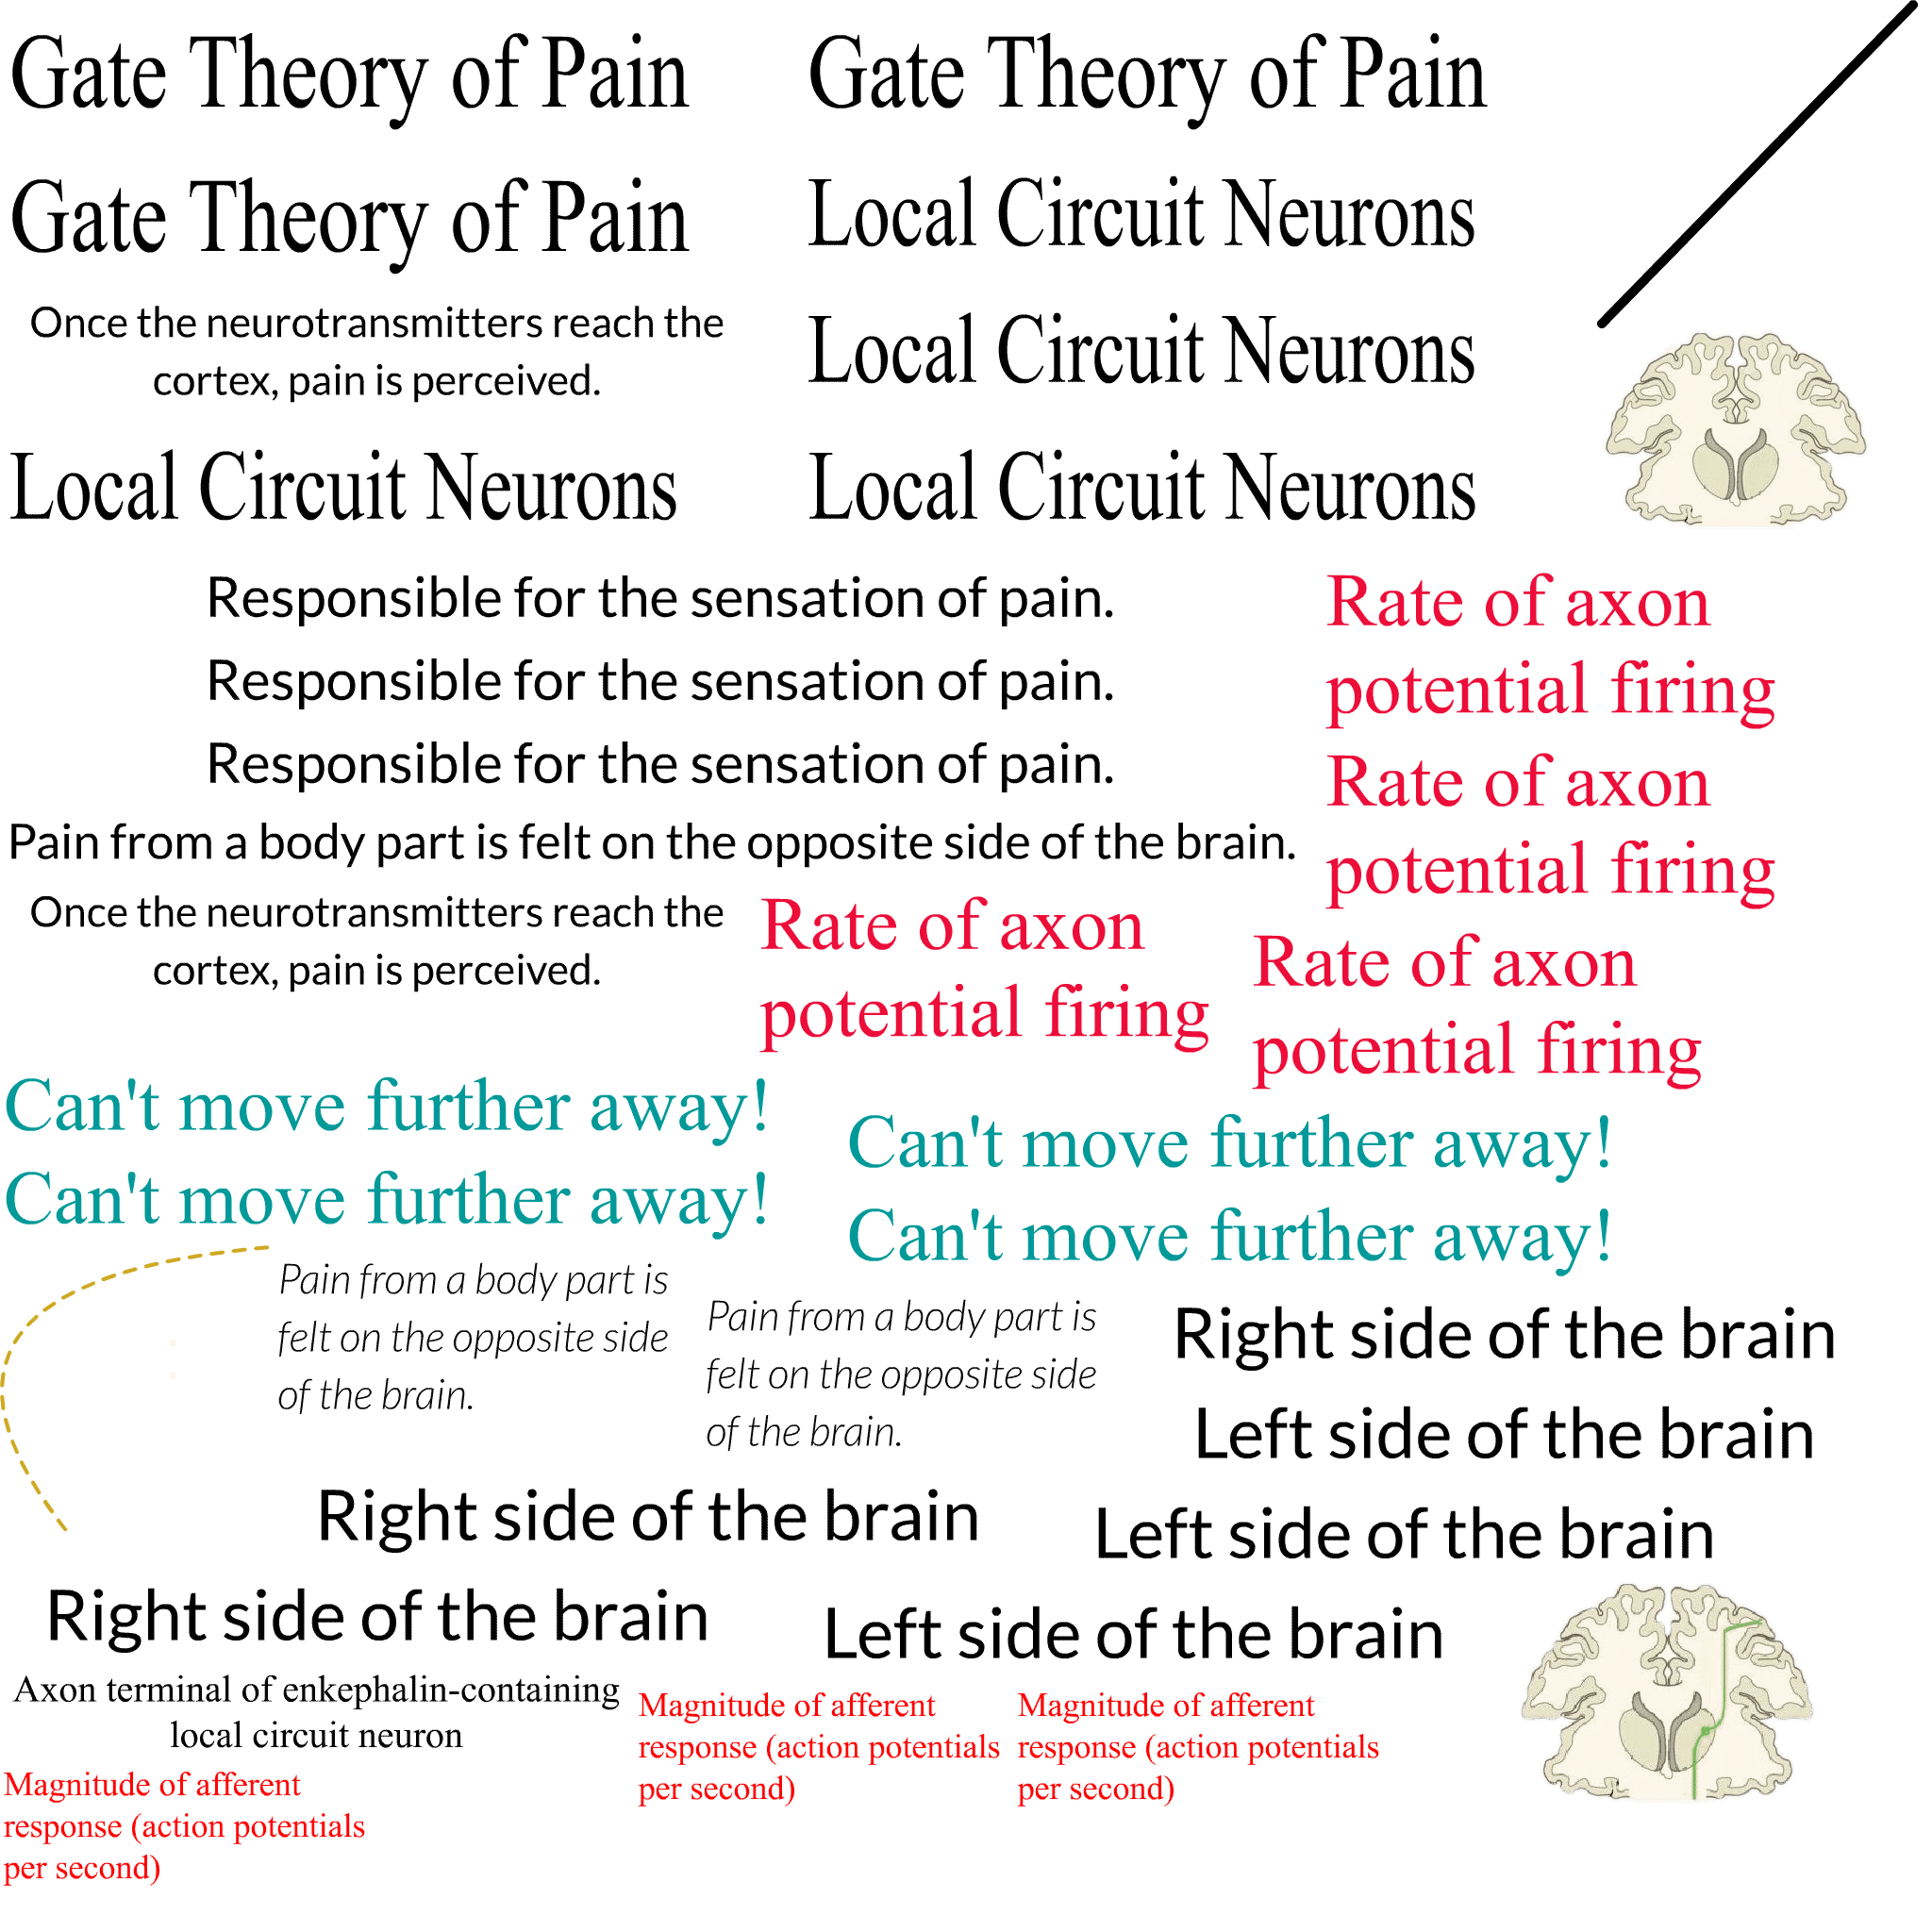 Gate Theory of Pain
Gate Theory of Pain
Gate Theory of Pain
Local Circuit Neurons
Once the neurotransmitters reach the
cortex, pain is perceived.
Local Circuit Neurons
Local Circuit Neurons
Local Circuit Neurons
Responsible for the sensation of pain.
Responsible for the sensation of pain.
Responsible for the sensation of pain.
Rate of axon
potential firing
Rate of axon
potential firing
Pain from a body part is felt on the opposite side of the brain.
Once the neurotransmitters reach the
cortex, pain is perceived.
Rate of axon
potential firing
Rate of axon
potential firing
Can't move further away!
Can't move further away!
Can't move further away!
Can't move further away!
Pain from a body part is
felt on the opposite side
of the brain.
Pain from a body part is
felt on the opposite side
of the brain.
Right side of the brain
Left side of the brain
Right side of the brain
Left side of the brain
Right side of the brain
Left side of the brain
Axon terminal of enkephalin-containing
local circuit neuron
Magnitude of afferent
response (action potentials
per second)
Magnitude of afferent
response (action potentials
per second)
Magnitude of afferent
response (action potentials
per second)